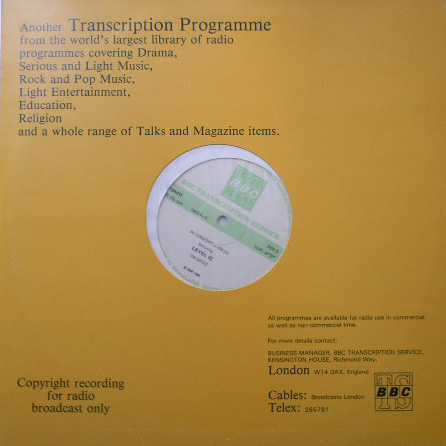 Another Transcription Programme
from the world's largest library of radio
programmes covering Drama,
Serious and Light Music,
Rock and Pop Music,
Light Entertainment,
Education,
Religion
and a whole range of Talks and Magazine items.
BBC
BBC TRANSCRIPTION SERVICE
LEVEL 42
All programmes are available for radio use in commercial
as well as non-commercial time.
For more details contact:
BUSINESS MANAGER, BBC TRANSCRIPTION SERVICE,
KENSINGTON HOUSE, Richmond Way,
London W14 0AX, England
Cables: Broadcasts London
Telex: 265781
TS
BBC
Copyright recording
for radio
broadcast only